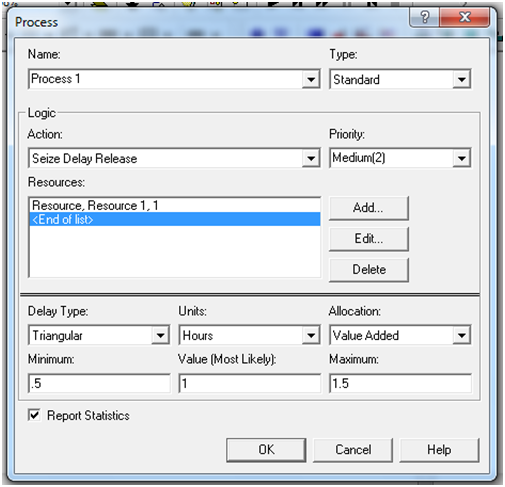 Process
Name:
Type:
Process 1
Standard
Logic
Action:
Priority:
Seize Delay Release
Medium(2)
Resources:
Resource, Resource 1, 1
<End of list>
Add...
Edit...
Delete
Delay Type:
Units:
Allocation:
Triangular
Hours
Value Added
Minimum:
Value (Most Likely):
Maximum:
.5
1
1.5
Report Statistics
OK
Cancel
Help